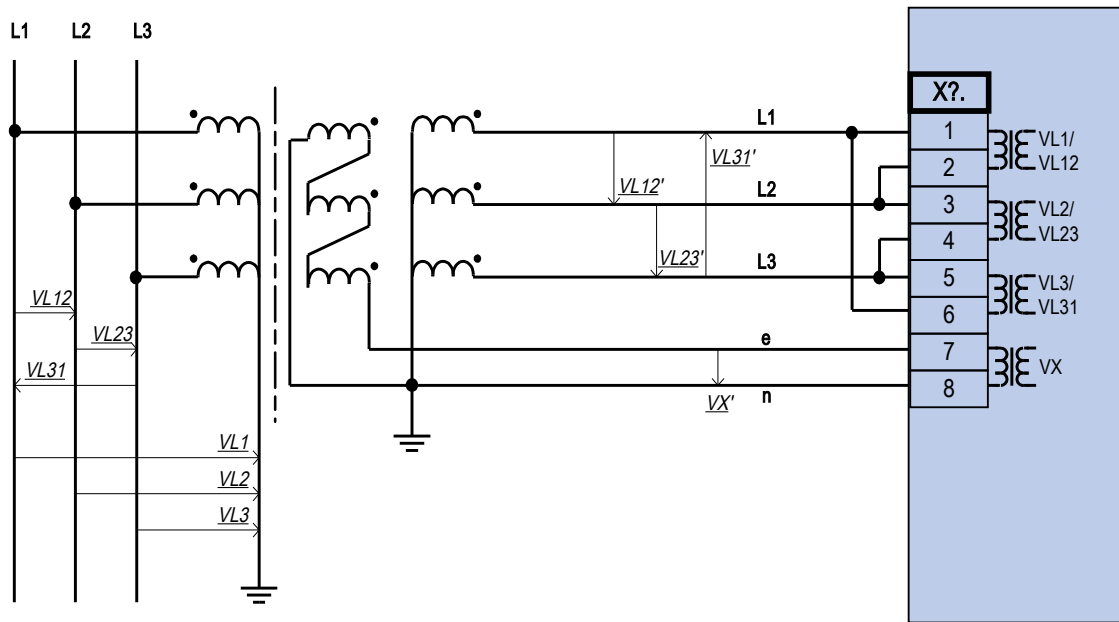 L1 L2 L3
X?.
L1
1
VL1/
VL31'
VL12
2
VL12'
L2
3
VL2/
VL23
4
VL23'
L3
5
VL3/
VL31
6
VL12
VL23
e
7
VL31
VX
n
8
VX'
VL1
VL2
VL3